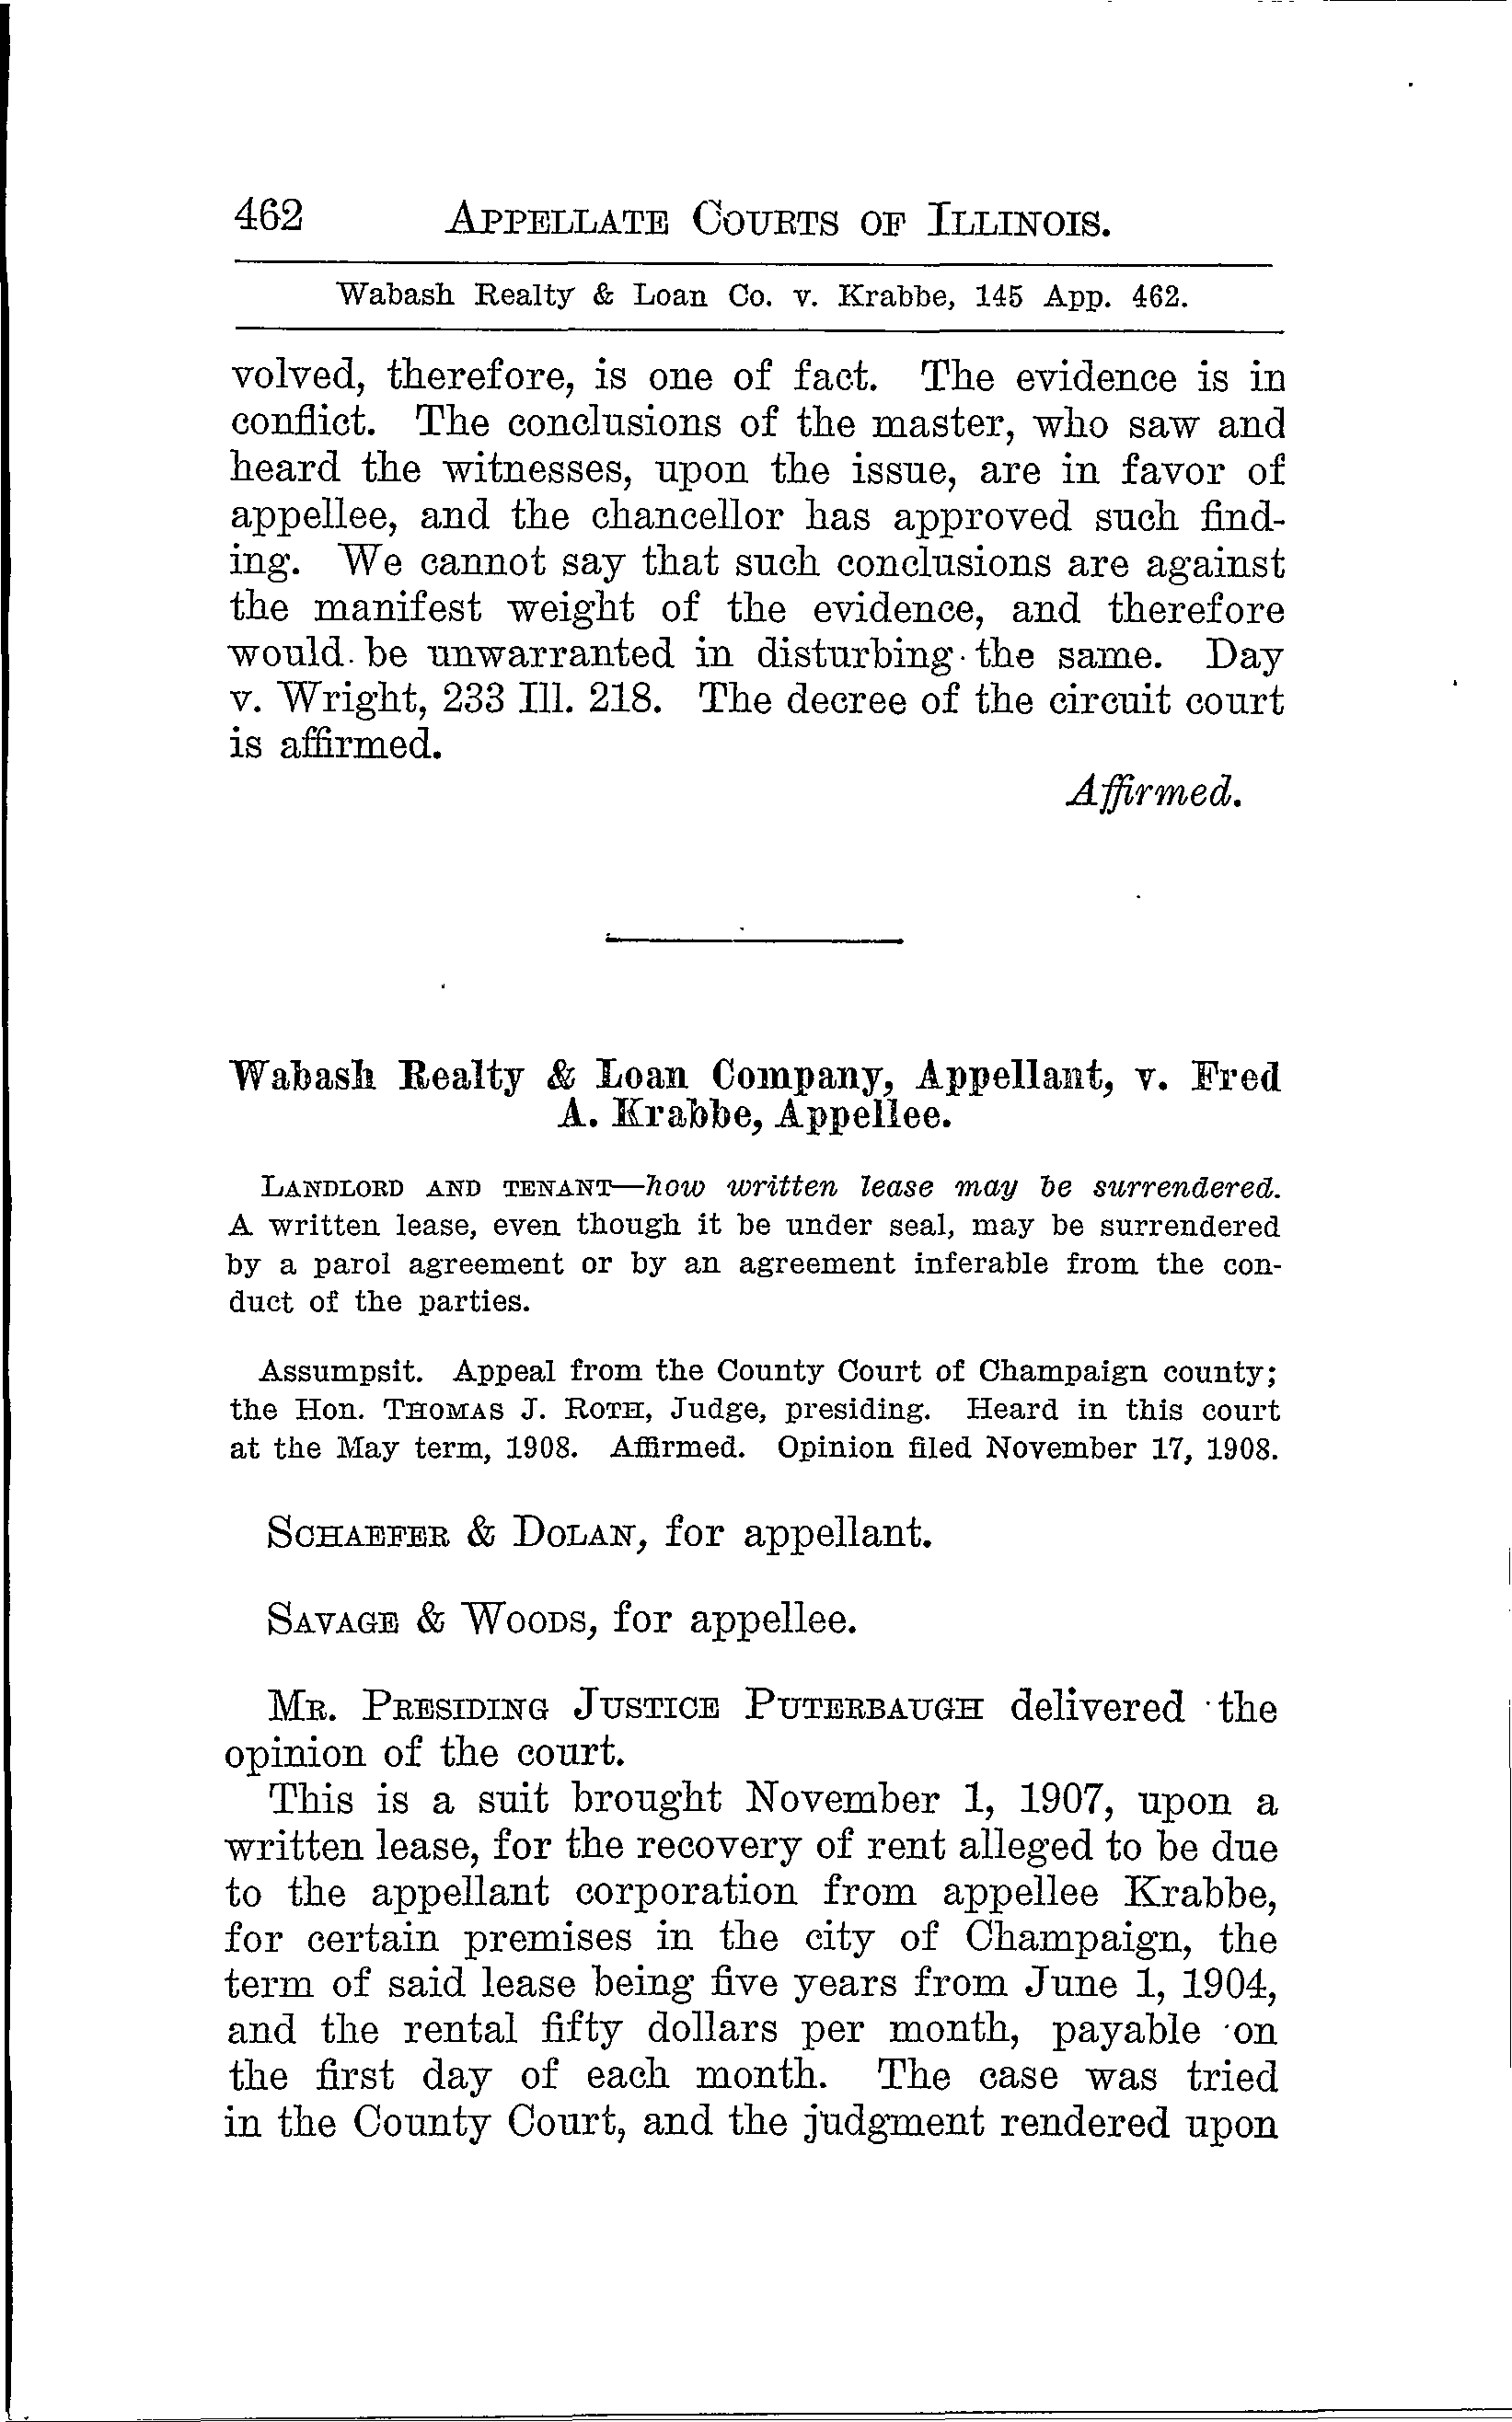 462 APPELLATE COURTS OF ILLINOIS.
Wabash Realty & Loan Co. v. Krabbe, 145 App. 462.
volved, therefore, is one of fact. The evidence is in
conflict. The conclusions of the master, who saw and
heard the witnesses, upon the issue, are in favor of
appellee, and the chancellor has approved such find-
ing. We cannot say that such conclusions are against
the manifest weight of the evidence, and therefore
would be unwarranted in disturbing the same. Day
v. Wright, 233 Ill. 218. The decree of the circuit court
is affirmed.
Affirmed.
Wabash Realty & Loan Company, Appellant, v. Fred
A. Krabbe, Appellee.
LANDLORD AND TENANT—how written lease may be surrendered.
A written lease, even though it be under seal, may be surrendered
by a parol agreement or by an agreement inferable from the con-
duct of the parties.
Assumpsit. Appeal from the County Court of Champaign county;
the Hon. THOMAS J. ROTH, Judge, presiding. Heard in this court
at the May term, 1908. Affirmed. Opinion filed November 17, 1908.
SCHAEFER & DOLAN, for appellant.
SAVAGE & WOODS, for appellee.
MR. PRESIDING JUSTICE PUTERBAUGH delivered the
opinion of the court.
This is a suit brought November 1, 1907, upon a
written lease, for the recovery of rent alleged to be due
to the appellant corporation from appellee Krabbe,
for certain premises in the city of Champaign, the
term of said lease being five years from June 1, 1904,
and the rental fifty dollars per month, payable on
the first day of each month. The case was tried
in the County Court, and the judgment rendered upon